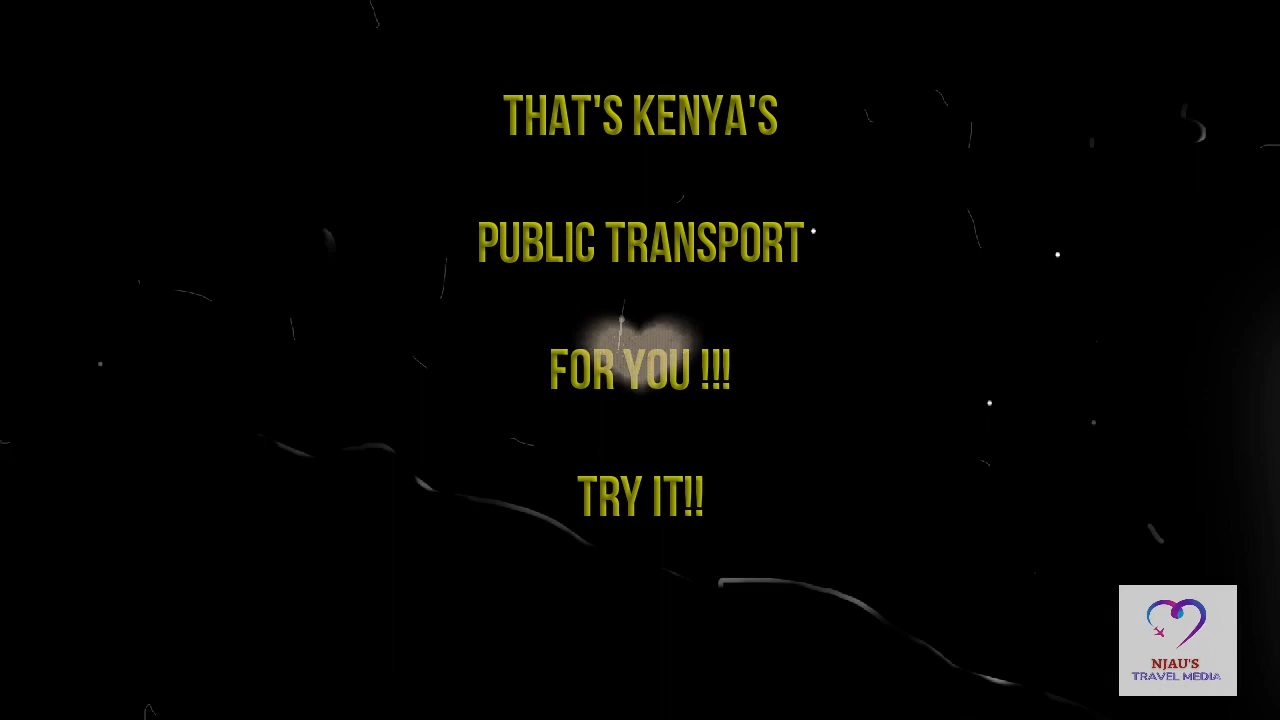 THAT'S KENYA'S
PUBLIC TRANSPORT
FOR YOU !!!
TRY IT!!
NJAU'S
TRAVEL MEDIA